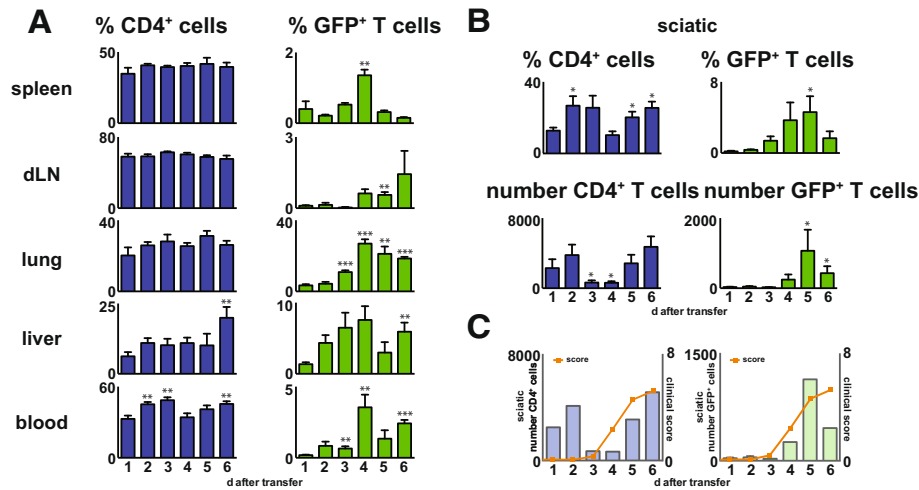 A
% CD4⁺ cells
% GFP⁺ T cells
spleen
50
0
2
0
**
dLN
80
0
3
0
**
lung
40
0
40
0
***
***
**
***
liver
25
0
**
10
0
**
blood
60
0
** **
**
5
0
**
**
***
1 2 3 4 5 6
1 2 3 4 5 6
d after transfer
B
sciatic
% CD4⁺ cells
% GFP⁺ T cells
40
0
*
*
*
8
0
*
number CD4⁺ T cells
number GFP⁺ T cells
8000
0
* *
2000
0
*
*
1 2 3 4 5 6
1 2 3 4 5 6
d after transfer
C
sciatic
number CD4⁺ cells
8000
0
score
8
0
clinical score
1 2 3 4 5 6
sciatic
number GFP⁺ cells
1500
0
score
8
0
clinical score
1 2 3 4 5 6
d after transfer